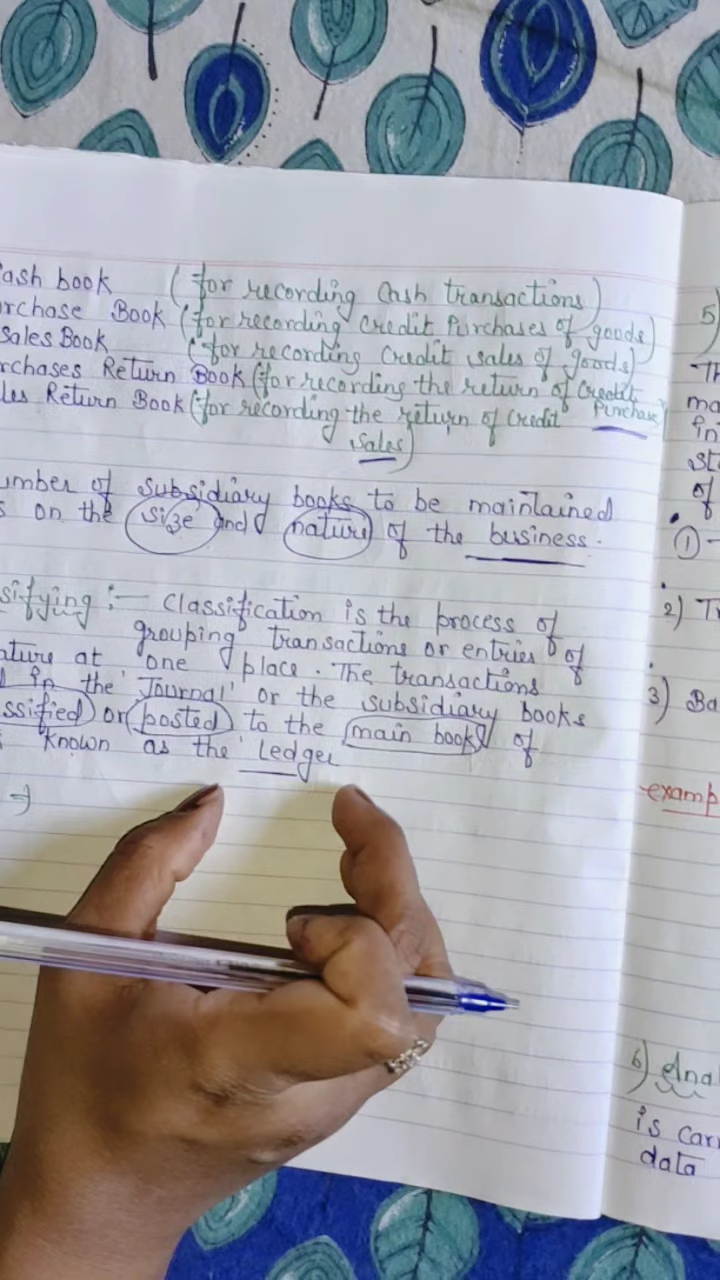 ash book (for recording Cash transactions)
rchase Book (for recording Credit Purchases of goods)
Sales Book (for recording Credit sales of goods)
rchases Return Book (for recording the return of Credit
Purchase)
les Return Book (for recording the return of Credit
sales)
umber of subsidiary books to be maintained
s on the size and nature of the business.
sifying :- Classification is the process of
grouping transactions or entries of
ature at one place. The transactions
d in the 'Journal' or the subsidiary books
ssified or posted to the main book of
s known as the 'Ledger
⇒
5)
Th
ma
in
st
of
① -
2) Tr
3) Ba
examp
6) Ana
is carr
data